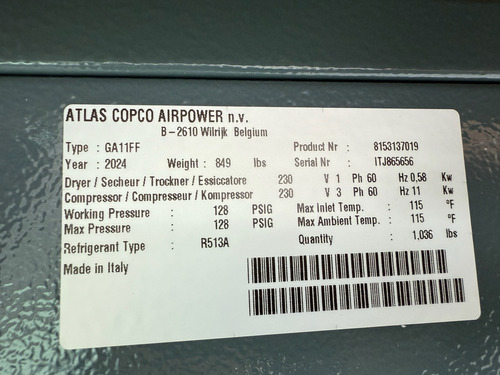 ATLAS COPCO AIRPOWER n.v.
B-2610 Wilrijk Belgium
Type : GA11FF Product Nr : 8153137019
Year : 2024 Weight : 849 lbs Serial Nr : ITJ865656
Dryer / Secheur / Trockner / Essiccatore 230 V 1 Ph 60 Hz 0,58 Kw
Compressor / Compresseur / Kompressor 230 V 3 Ph 60 Hz 11 Kw
Working Pressure : 128 PSIG Max Inlet Temp. : 115 °F
Max Pressure : 128 PSIG Max Ambient Temp. : 115 °F
Refrigerant Type : R513A Quantity : 1,036 lbs
Made in Italy